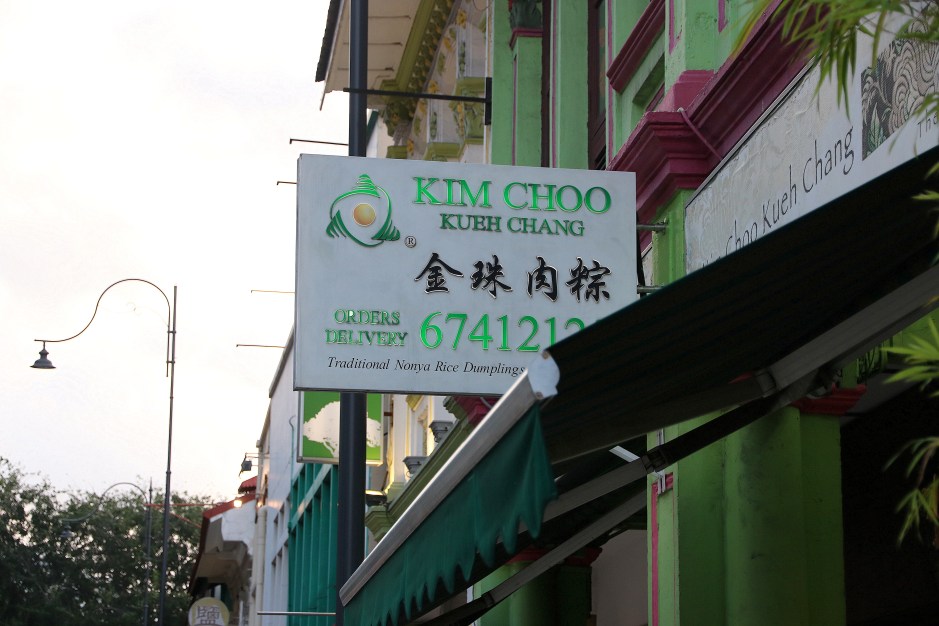 KIM CHOO
KUEH CHANG
®
金珠肉粽
ORDERS
DELIVERY
6741212
Traditional Nonya Rice Dumplings
Choo Kueh Chang